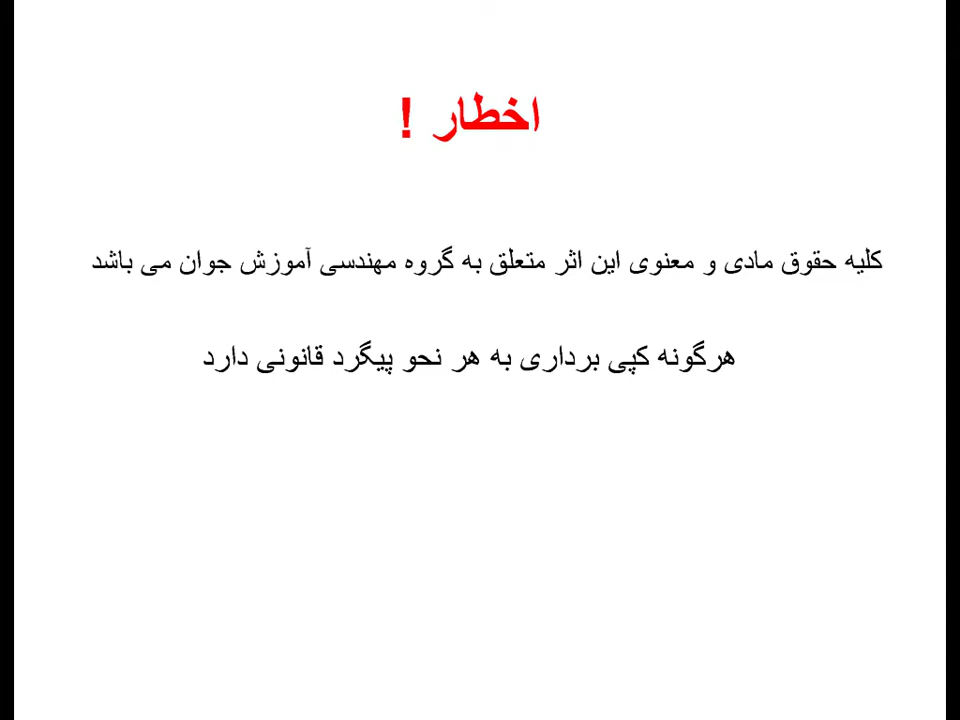 اخطار !
کلیه حقوق مادی و معنوی این اثر متعلق به گروه مهندسی آموزش جوان می باشد
هرگونه کپی برداری به هر نحو پیگرد قانونی دارد